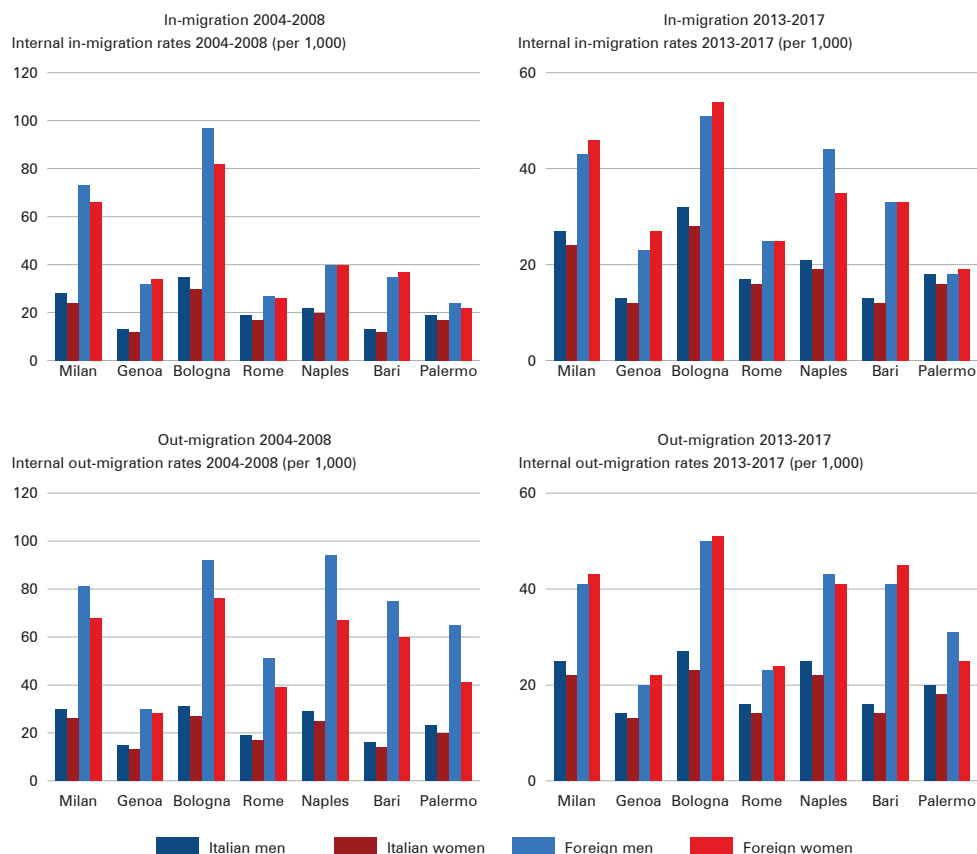 In-migration 2004-2008
Internal in-migration rates 2004-2008 (per 1,000)
120
100
80
60
40
20
0
Milan Genoa Bologna Rome Naples Bari Palermo
In-migration 2013-2017
Internal in-migration rates 2013-2017 (per 1,000)
60
40
20
0
Milan Genoa Bologna Rome Naples Bari Palermo
Out-migration 2004-2008
Internal out-migration rates 2004-2008 (per 1,000)
120
100
80
60
40
20
0
Milan Genoa Bologna Rome Naples Bari Palermo
Out-migration 2013-2017
Internal out-migration rates 2013-2017 (per 1,000)
60
40
20
0
Milan Genoa Bologna Rome Naples Bari Palermo
Italian men Italian women Foreign men Foreign women